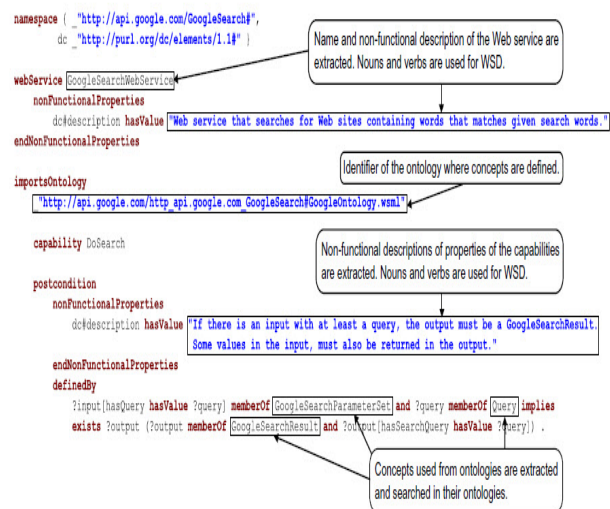 namespace { _"http://api.google.com/GoogleSearch#",
dc _"http://purl.org/dc/elements/1.1#" }
Name and non-functional description of the Web service are
extracted. Nouns and verbs are used for WSD.
webService GoogleSearchWebService
nonFunctionalProperties
dc#description hasValue "Web service that searches for Web sites containing words that matches given search words."
endNonFunctionalProperties
Identifier of the ontology where concepts are defined.
importsOntology
_"http://api.google.com/http_api.google.com_GoogleSearch#GoogleOntology.wsml"
capability DoSearch
Non-functional descriptions of properties of the capabilities
are extracted. Nouns and verbs are used for WSD.
postcondition
nonFunctionalProperties
dc#description hasValue "If there is an input with at least a query, the output must be a GoogleSearchResult.
Some values in the input, must also be returned in the output."
endNonFunctionalProperties
definedBy
?input[hasQuery hasValue ?query] memberOf GoogleSearchParameterSet and ?query memberOf Query implies
exists ?output (?output memberOf GoogleSearchResult and ?output[hasSearchQuery hasValue ?query]) .
Concepts used from ontologies are extracted
and searched in their ontologies.